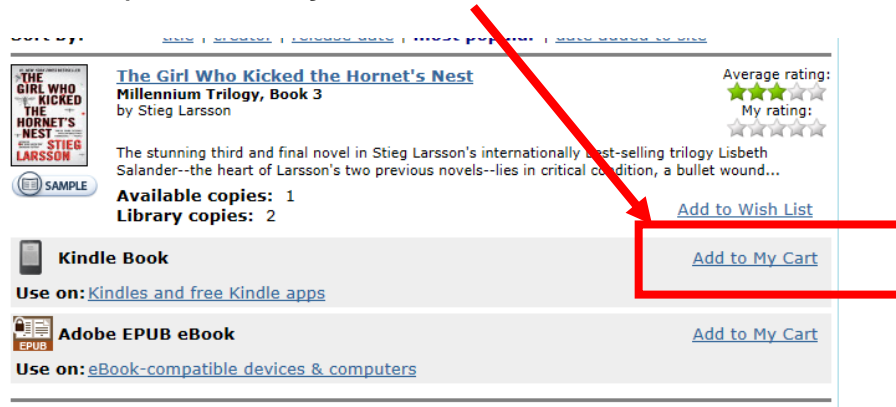 Sort by: title | creator | release date | most popular | date added to site
The Girl Who Kicked the Hornet's Nest
Average rating:
Millennium Trilogy, Book 3
by Stieg Larsson
My rating:
THE
GIRL WHO
KICKED
THE
HORNET'S
NEST
STIEG
LARSSON
SAMPLE
The stunning third and final novel in Stieg Larsson's internationally best-selling trilogy Lisbeth
Salander--the heart of Larsson's two previous novels--lies in critical condition, a bullet wound...
Available copies: 1
Library copies: 2
Add to Wish List
Kindle Book
Add to My Cart
Use on: Kindles and free Kindle apps
EPUB
Adobe EPUB eBook
Add to My Cart
Use on: eBook-compatible devices & computers